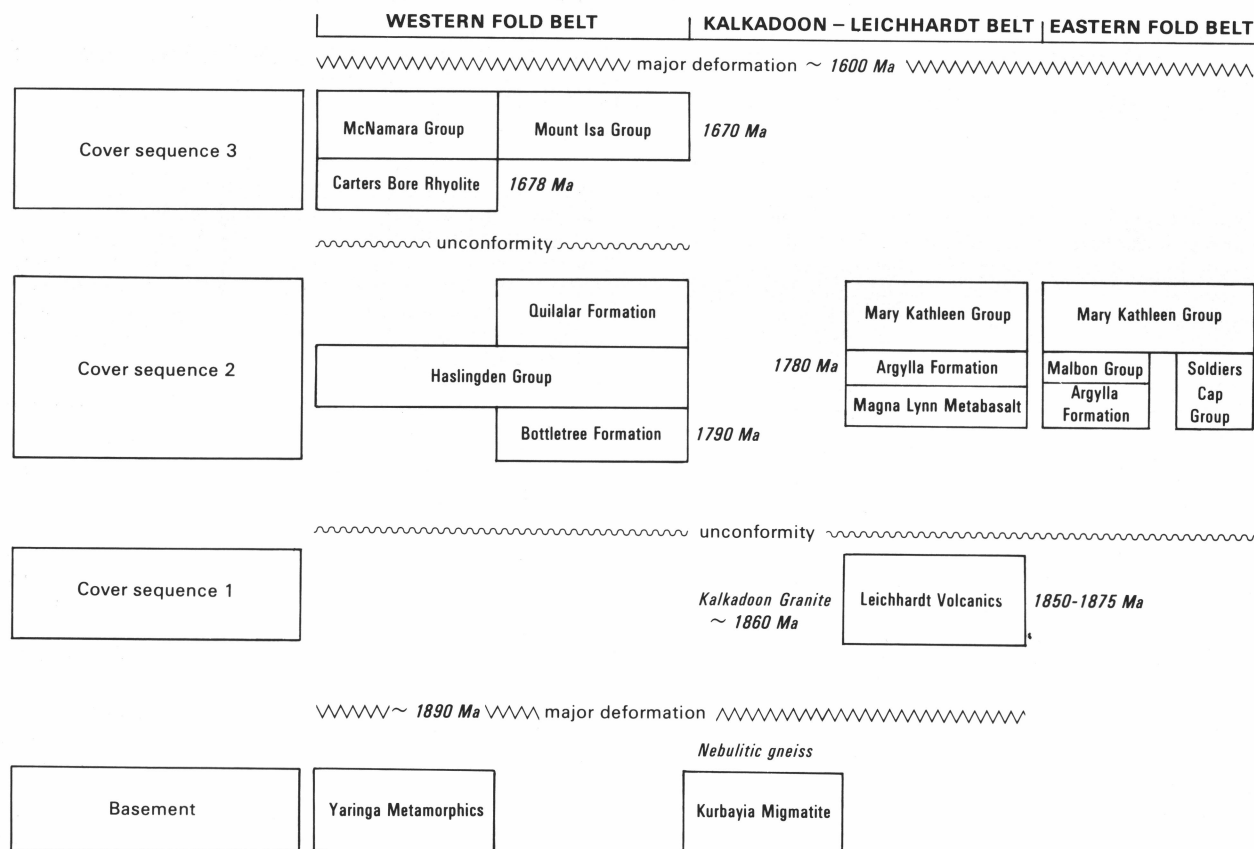 WESTERN FOLD BELT
KALKADOON – LEICHHARDT BELT
EASTERN FOLD BELT
major deformation ~ 1600 Ma
Cover sequence 3
McNamara Group
Mount Isa Group
1670 Ma
Carters Bore Rhyolite
1678 Ma
unconformity
Cover sequence 2
Quilalar Formation
Haslingden Group
Bottletree Formation
1790 Ma
Mary Kathleen Group
1780 Ma
Argylla Formation
Magna Lynn Metabasalt
Mary Kathleen Group
Malbon Group
Argylla
Formation
Soldiers
Cap
Group
unconformity
Cover sequence 1
Kalkadoon Granite
~ 1860 Ma
Leichhardt Volcanics
1850-1875 Ma
~ 1890 Ma
major deformation
Nebulitic gneiss
Basement
Yaringa Metamorphics
Kurbayia Migmatite